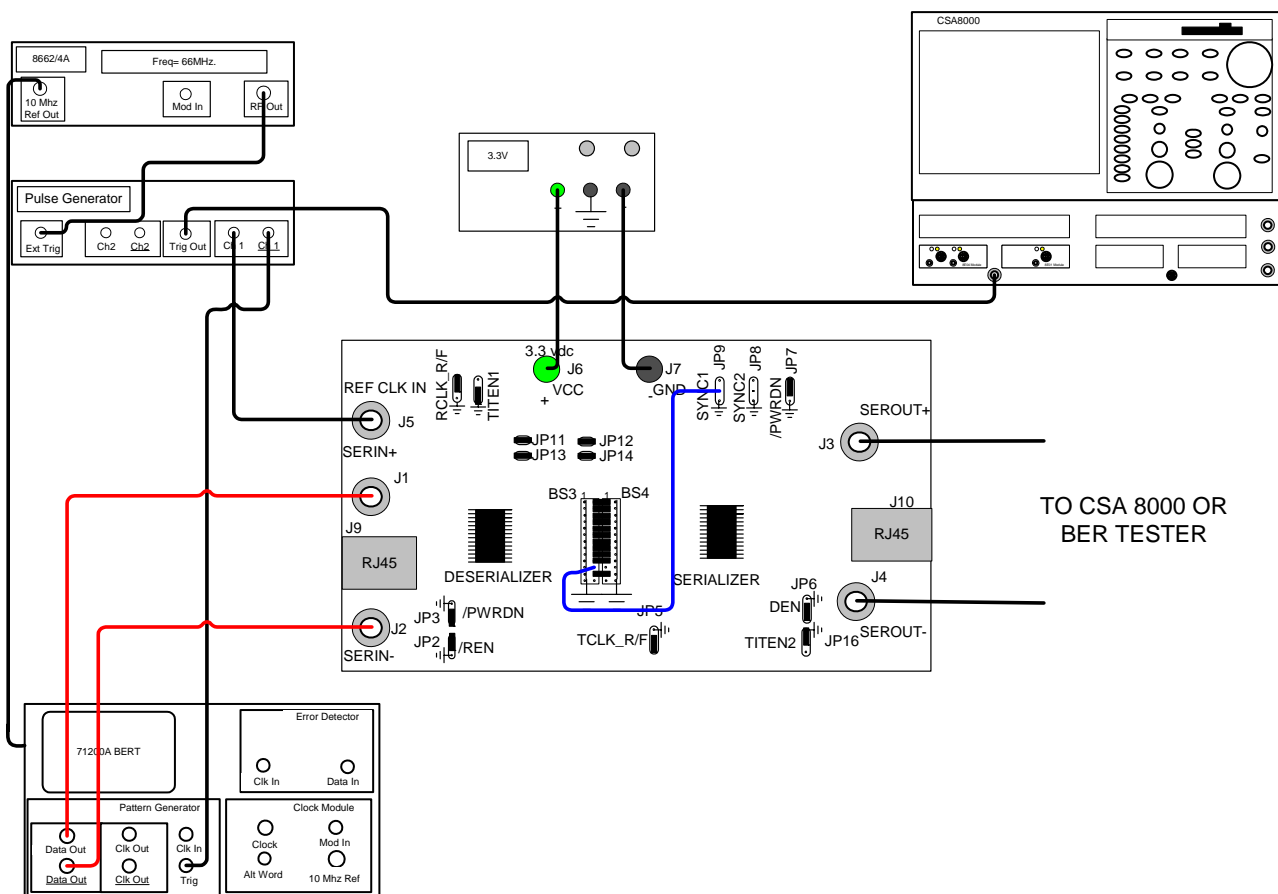 CSA8000
8662/4A
Freq= 66MHz.
10 Mhz
Ref Out
Mod In
RF Out
3.3V
Pulse Generator
Ext Trig
Ch2
Ch2
Trig Out
Ch 1
Ch 1
3.3 vdc
J6
VCC
+
J7
GND
-
RCLK_R/F
TITEN1
SYNC1
JP9
SYNC2
JP8
/PWRDN
JP7
REF CLK IN
J5
SERIN+
SEROUT+
J3
JP11
JP12
JP13
JP14
J1
BS3
1
1
BS4
J10
TO CSA 8000 OR
BER TESTER
J9
RJ45
RJ45
DESERIALIZER
SERIALIZER
JP6
J4
DEN
JP3
/PWRDN
JP5
J2
JP2
/REN
TCLK_R/F
TITEN2
JP16
SEROUT-
SERIN-
71200A BERT
Error Detector
Clk In
Data In
Pattern Generator
Clock Module
Data Out
Clk Out
Clk In
Clock
Mod In
Data Out
Clk Out
Trig
Alt Word
10 Mhz Ref